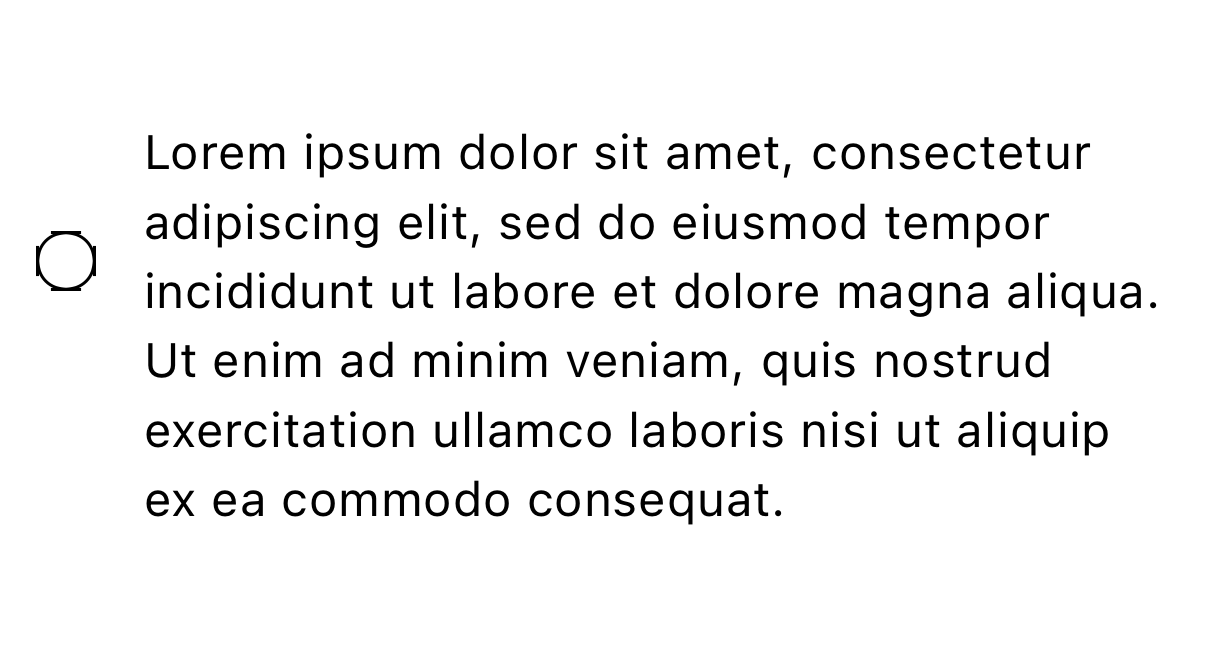 Lorem ipsum dolor sit amet, consectetur
adipiscing elit, sed do eiusmod tempor
incididunt ut labore et dolore magna aliqua.
Ut enim ad minim veniam, quis nostrud
exercitation ullamco laboris nisi ut aliquip
ex ea commodo consequat.